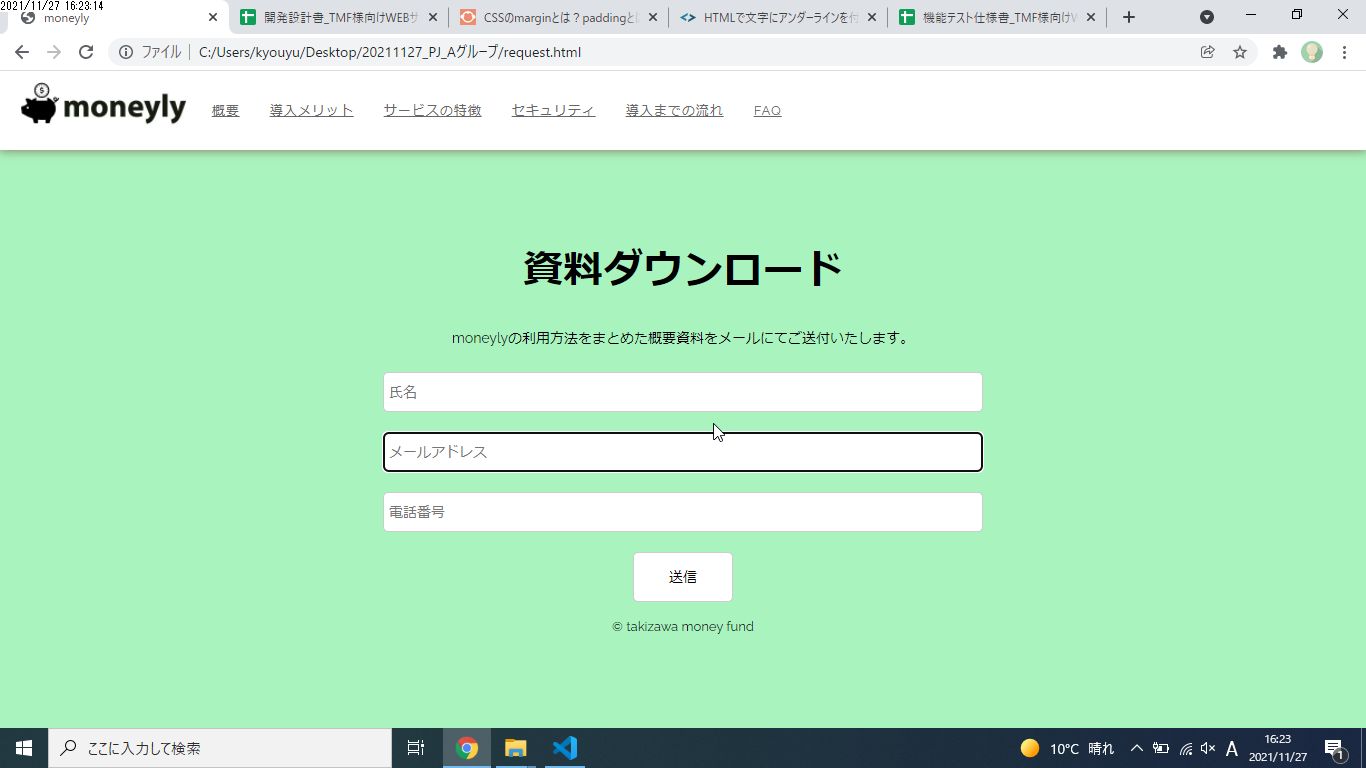 2021/11/27 16:23:14
moneyly
開発設計書_TMF様向けWEBサ
CSSのmarginとは？paddingと
HTMLで文字にアンダーラインを付
機能テスト仕様書_TMF様向けW
ファイル
C:/Users/kyouyu/Desktop/20211127_PJ_Aグループ/request.html
$
moneyly
概要
導入メリット
サービスの特徴
セキュリティ
導入までの流れ
FAQ
資料ダウンロード
moneylyの利用方法をまとめた概要資料をメールにてご送付いたします。
氏名
メールアドレス
電話番号
送信
© takizawa money fund
ここに入力して検索
10°C 晴れ
A
16:23
2021/11/27
1